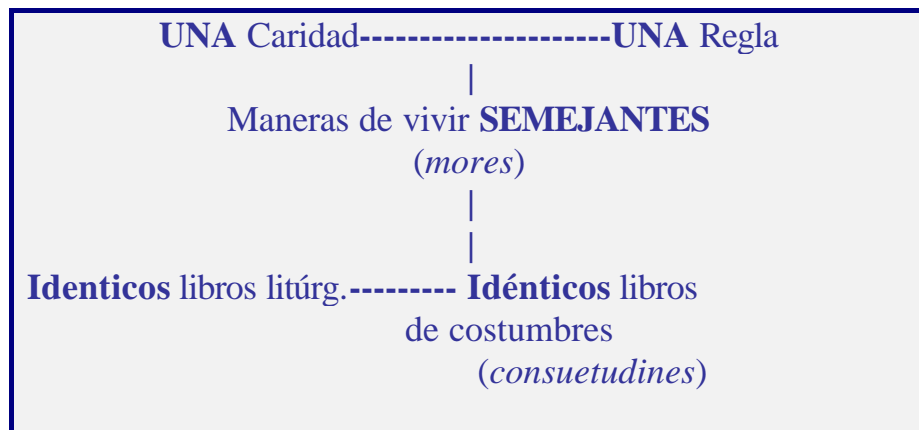 UNA Caridad---------------------UNA Regla
|
Maneras de vivir SEMEJANTES
(mores)
|
|
Identicos libros litúrg.--------- Idénticos libros
de costumbres
(consuetudines)